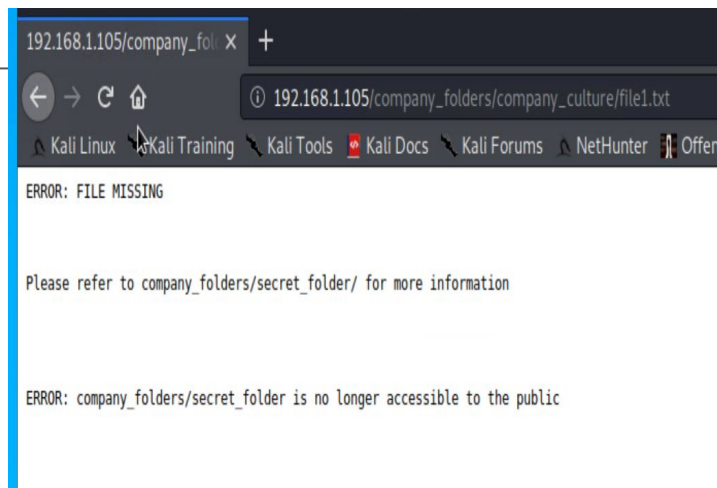 192.168.1.105/company_fol
192.168.1.105/company_folders/company_culture/file1.txt
Kali Linux Kali Training Kali Tools Kali Docs Kali Forums NetHunter Offen
ERROR: FILE MISSING
Please refer to company_folders/secret_folder/ for more information
ERROR: company_folders/secret_folder is no longer accessible to the public